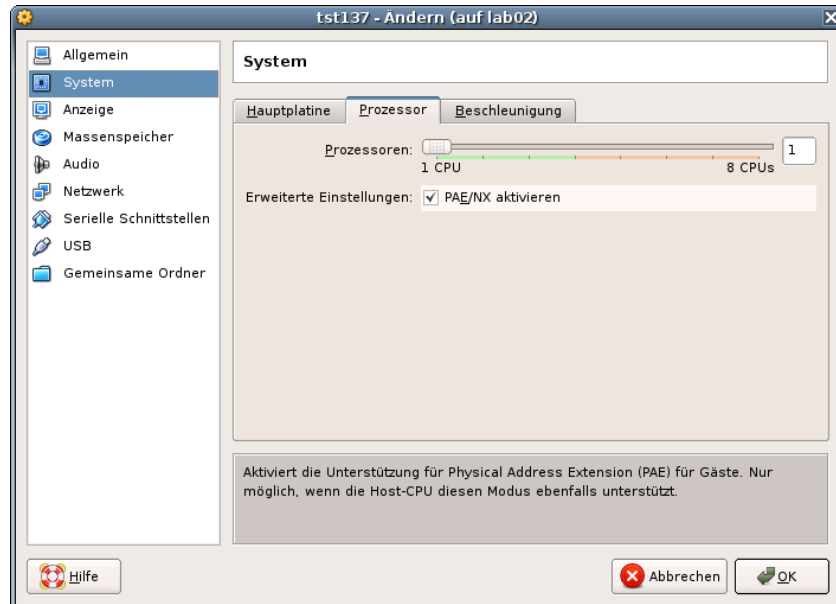 tst137 - Ändern (auf lab02)
Allgemein
System
Anzeige
Massenspeicher
Audio
Netzwerk
Serielle Schnittstellen
USB
Gemeinsame Ordner
System
Hauptplatine Prozessor Beschleunigung
Prozessoren: 1
1 CPU 8 CPUs
Erweiterte Einstellungen: PAE/NX aktivieren
Aktiviert die Unterstützung für Physical Address Extension (PAE) für Gäste. Nur
möglich, wenn die Host-CPU diesen Modus ebenfalls unterstützt.
Hilfe Abbrechen OK